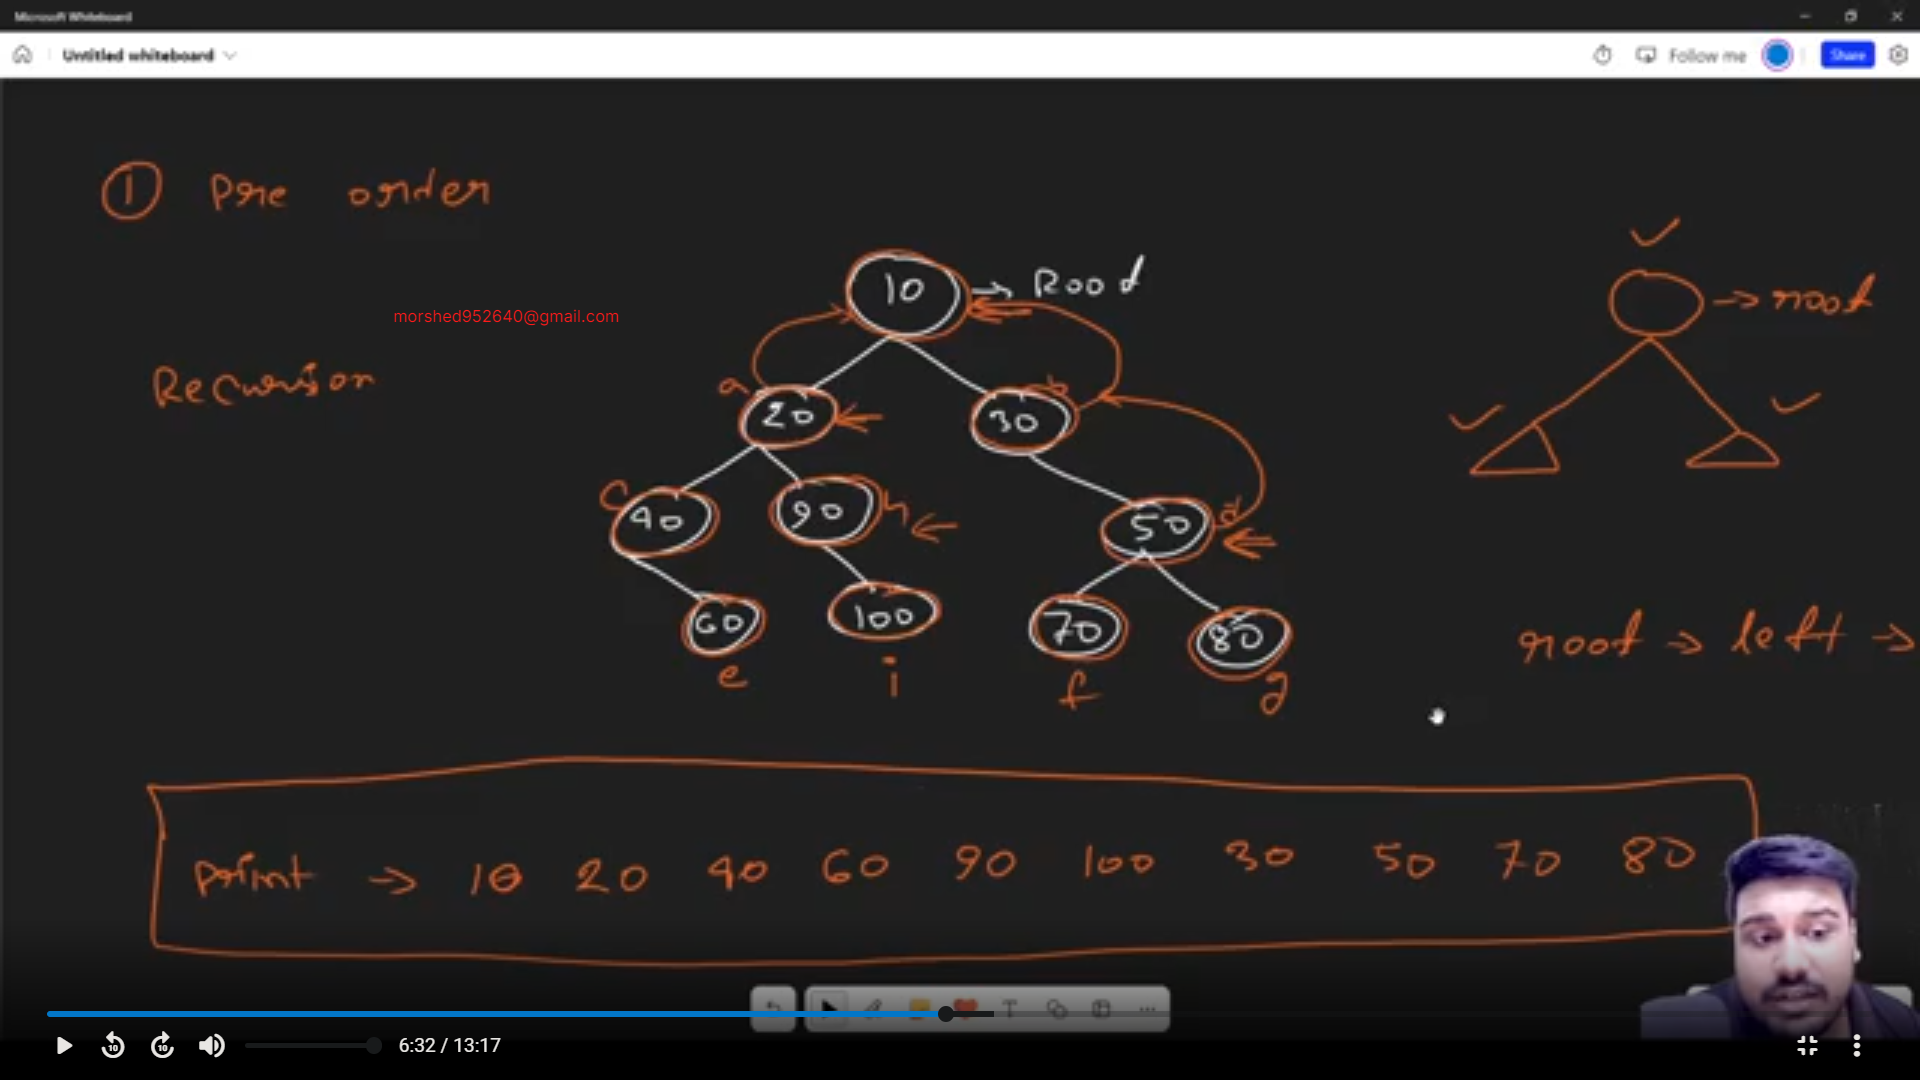 Microsoft Whiteboard
Untitled whiteboard
Follow me
Share
① Pre order
10 → Root
→ root
morshed952640@gmail.com
Recursion
a
b
20
30
c
40
90
h
50
d
60
100
70
80
e
i
f
g
root → left →
print → 10 20 40 60 90 100 30 50 70 80
10
10
T
6:32 / 13:17